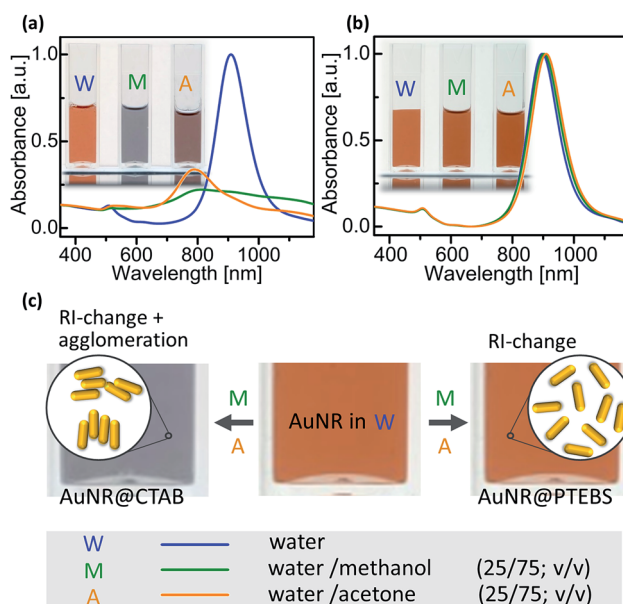 (a)
(b)
Absorbance [a.u.]
1.0
0.5
0.0
W
M
A
400
600
800
1000
Wavelength [nm]
Absorbance [a.u.]
1.0
0.5
0.0
W
M
A
400
600
800
1000
Wavelength [nm]
(c)
RI-change +
agglomeration
RI-change
M
A
AuNR in W
M
A
AuNR@CTAB
AuNR@PTEBS
W water
M water /methanol (25/75; v/v)
A water /acetone (25/75; v/v)